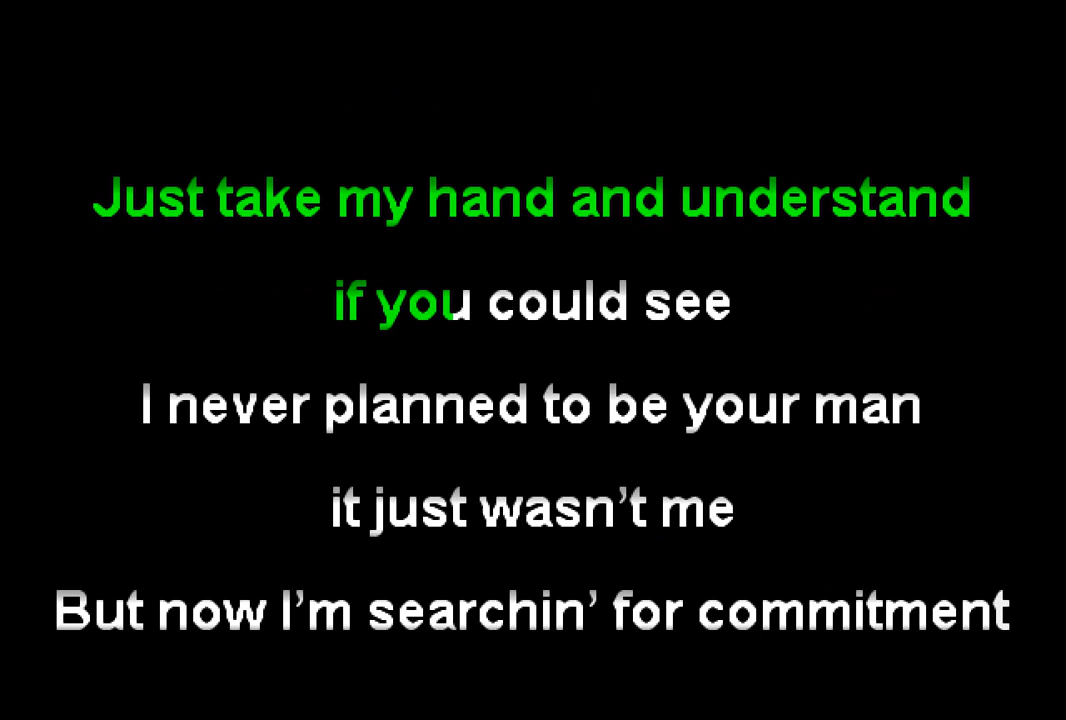 Just take my hand and understand
if you could see
I never planned to be your man
it just wasn’t me
But now I’m searchin’ for commitment